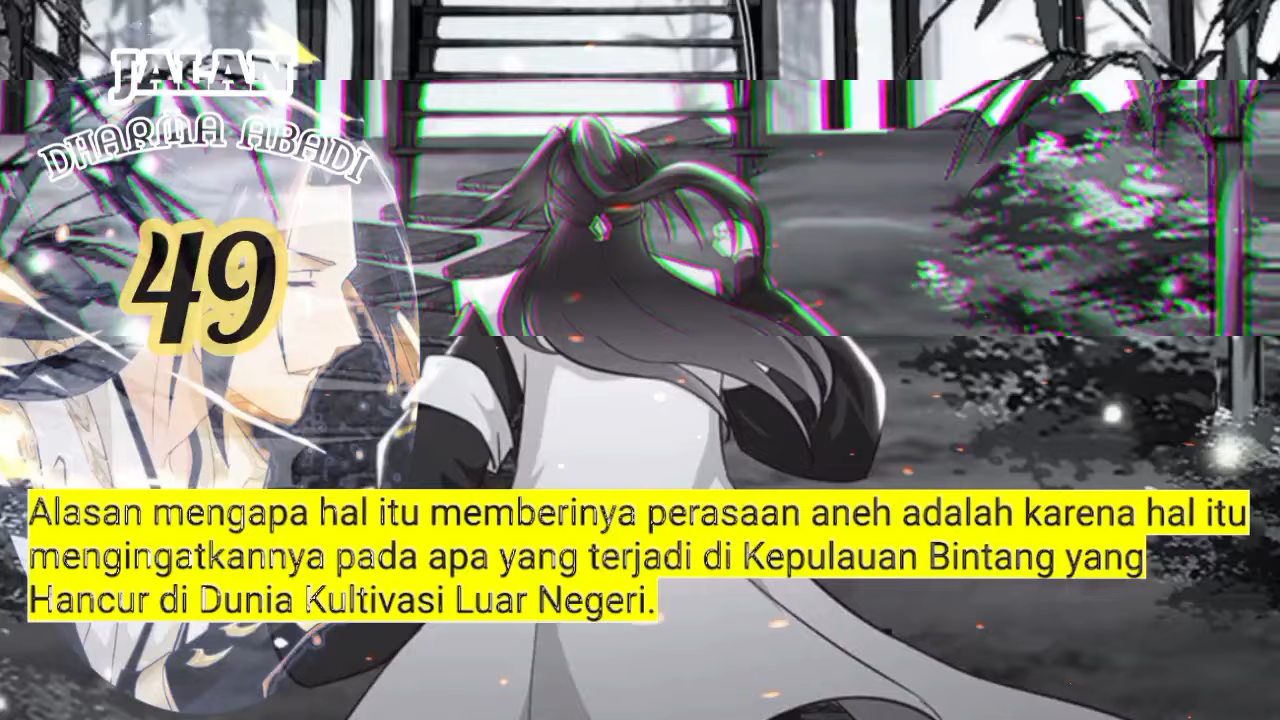 JALAN
DHARMA ABADI
49
Alasan mengapa hal itu memberinya perasaan aneh adalah karena hal itu
mengingatkannya pada apa yang terjadi di Kepulauan Bintang yang
Hancur di Dunia Kultivasi Luar Negeri.